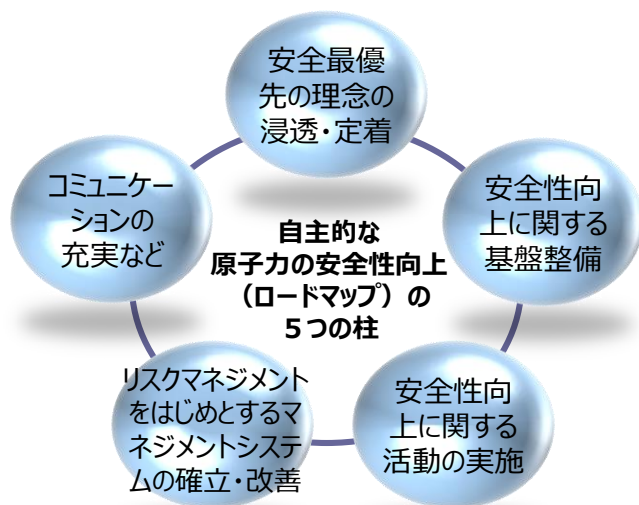 安全最優
先の理念の
浸透・定着
コミュニケー
ションの
充実など
安全性向
上に関する
基盤整備
自主的な
原子力の安全性向上
（ロードマップ）の
５つの柱
リスクマネジメント
をはじめとするマ
ネジメントシステ
ムの確立・改善
安全性向
上に関する
活動の実施